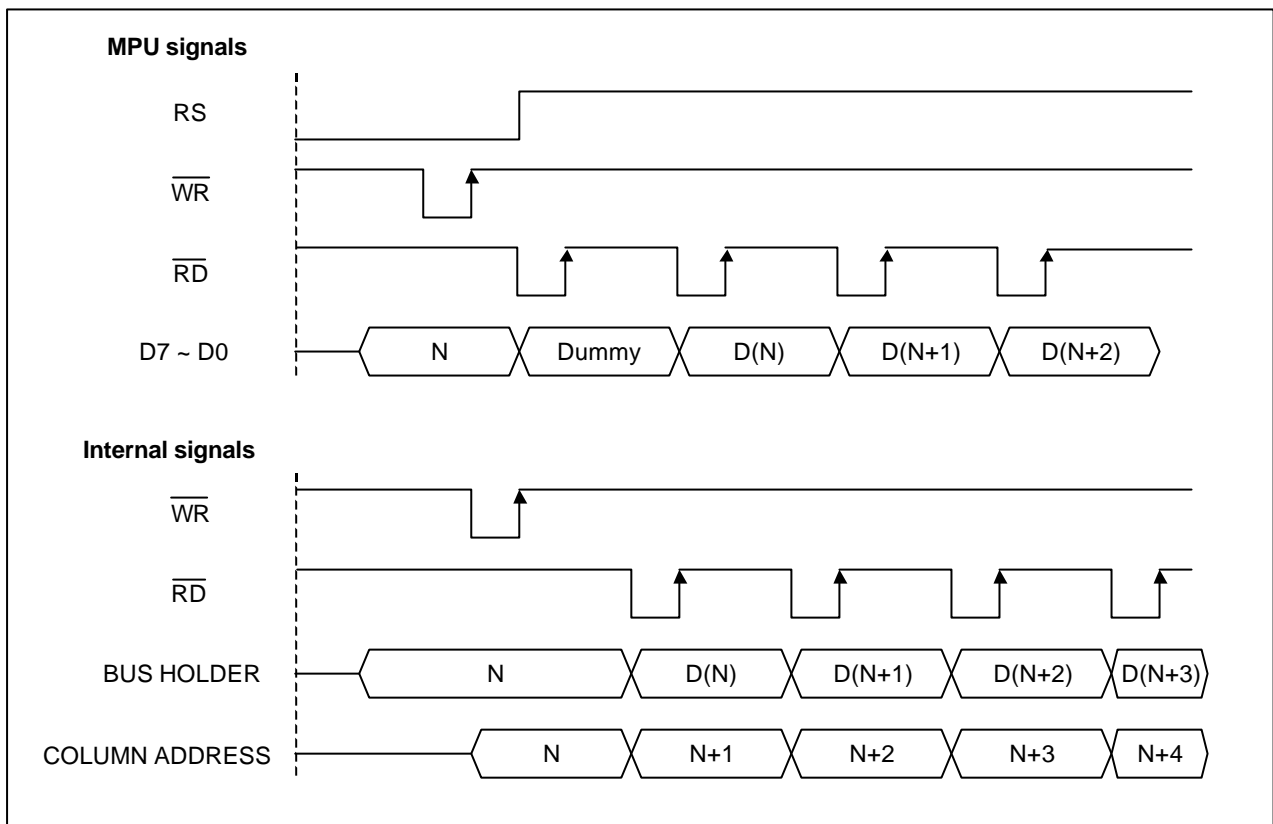 MPU signals
RS
WR
RD
D7 ~ D0
N
Dummy
D(N)
D(N+1)
D(N+2)
Internal signals
WR
RD
BUS HOLDER
N
D(N)
D(N+1)
D(N+2)
D(N+3)
COLUMN ADDRESS
N
N+1
N+2
N+3
N+4